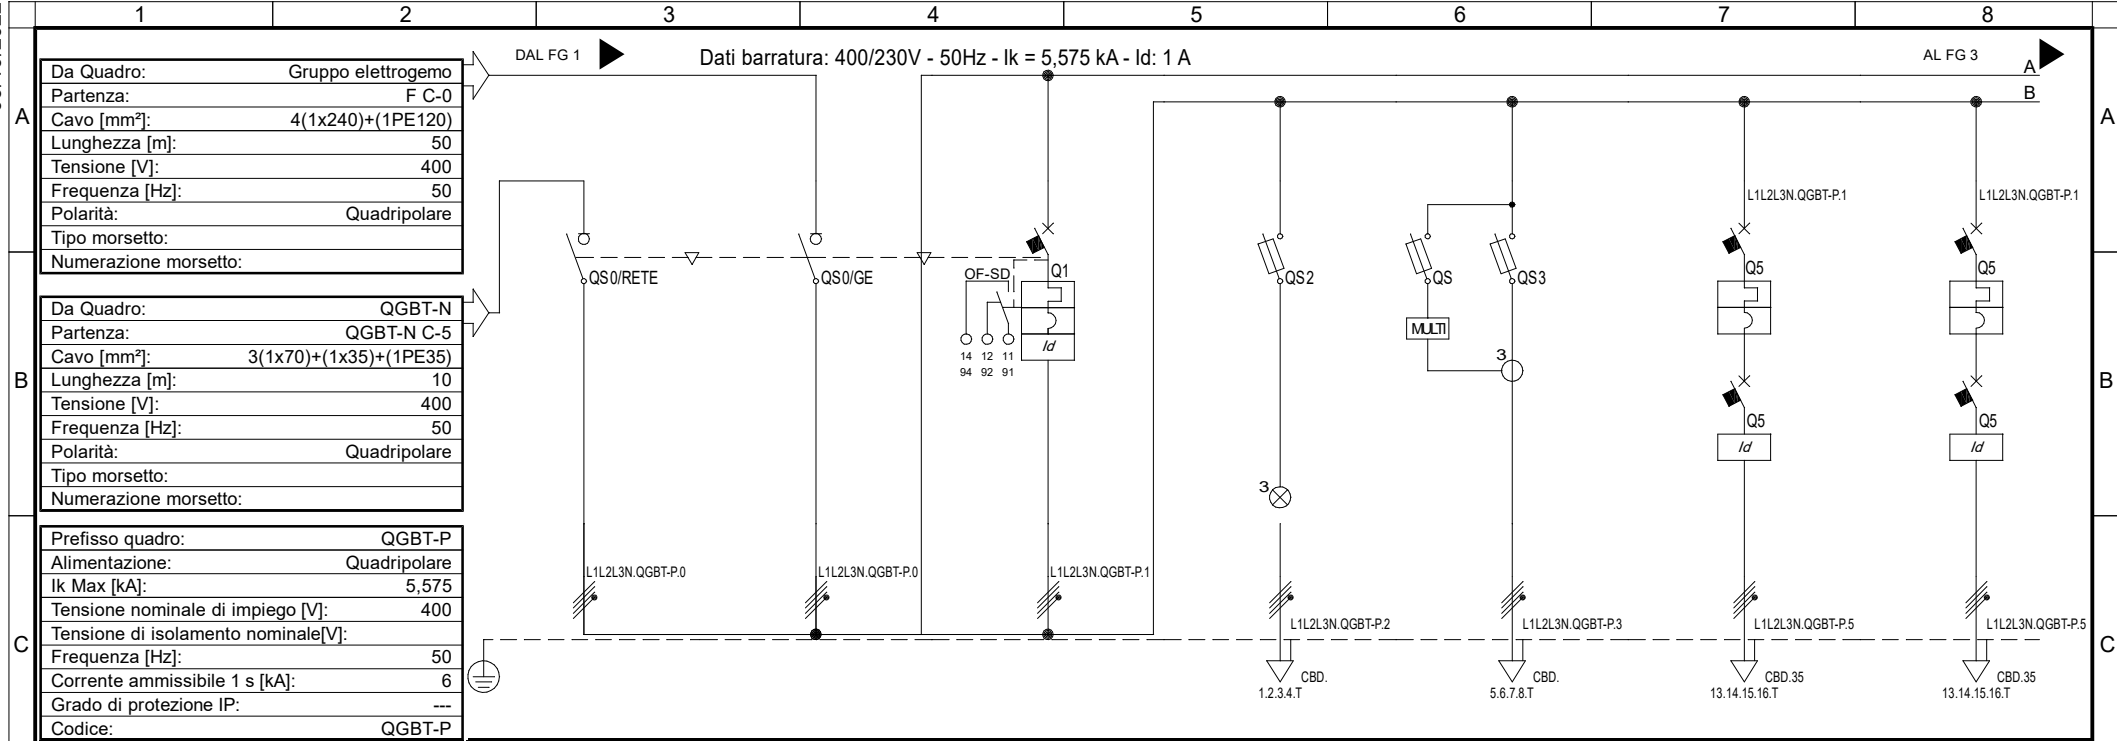 1 2 3 4 5 6 7 8
DAL FG 1
Dati barratura: 400/230V - 50Hz - Ik = 5,575 kA - Id: 1 A
AL FG 3
A
B
A
A
B
B
C
C
Da Quadro: Gruppo elettrogemo
Partenza: F C-0
Cavo [mm²]: 4(1x240)+(1PE120)
Lunghezza [m]: 50
Tensione [V]: 400
Frequenza [Hz]: 50
Polarità: Quadripolare
Tipo morsetto:
Numerazione morsetto:
Da Quadro: QGBT-N
Partenza: QGBT-N C-5
Cavo [mm²]: 3(1x70)+(1x35)+(1PE35)
Lunghezza [m]: 10
Tensione [V]: 400
Frequenza [Hz]: 50
Polarità: Quadripolare
Tipo morsetto:
Numerazione morsetto:
Prefisso quadro: QGBT-P
Alimentazione: Quadripolare
Ik Max [kA]: 5,575
Tensione nominale di impiego [V]: 400
Tensione di isolamento nominale[V]:
Frequenza [Hz]: 50
Corrente ammissibile 1 s [kA]: 6
Grado di protezione IP: ---
Codice: QGBT-P
L1L2L3N.QGBT-P.1
L1L2L3N.QGBT-P.1
QS0/RETE
QS0/GE
OF-SD
Q1
Id
14 12 11
94 92 91
QS2
QS
QS3
MULTI
3
3
Q5
Q5
Q5
Id
Q5
Id
L1L2L3N.QGBT-P.0
L1L2L3N.QGBT-P.0
L1L2L3N.QGBT-P.1
L1L2L3N.QGBT-P.2
L1L2L3N.QGBT-P.3
L1L2L3N.QGBT-P.5
L1L2L3N.QGBT-P.5
CBD.
1.2.3.4.T
CBD.
5.6.7.8.T
CBD.35
13.14.15.16.T
CBD.35
13.14.15.16.T